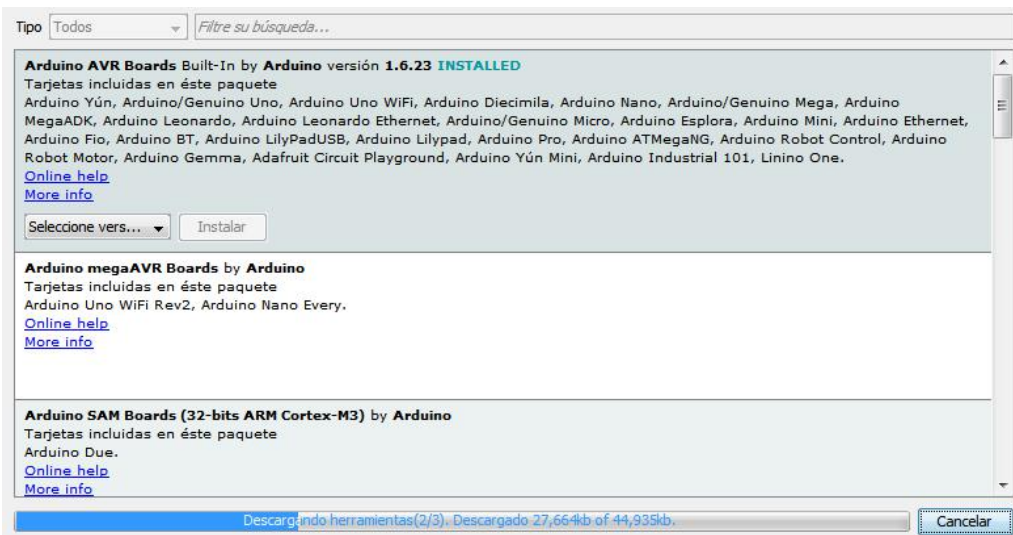 Tipo Todos Filtre su búsqueda...
Arduino AVR Boards Built-In by Arduino versión 1.6.23 INSTALLED
Tarjetas incluidas en éste paquete
Arduino Yún, Arduino/Genuino Uno, Arduino Uno WiFi, Arduino Diecimila, Arduino Nano, Arduino/Genuino Mega, Arduino
MegaADK, Arduino Leonardo, Arduino Leonardo Ethernet, Arduino/Genuino Micro, Arduino Esplora, Arduino Mini, Arduino Ethernet,
Arduino Fio, Arduino BT, Arduino LilyPadUSB, Arduino Lilypad, Arduino Pro, Arduino ATMegaNG, Arduino Robot Control, Arduino
Robot Motor, Arduino Gemma, Adafruit Circuit Playground, Arduino Yún Mini, Arduino Industrial 101, Linino One.
Online help
More info
Seleccione vers... Instalar
Arduino megaAVR Boards by Arduino
Tarjetas incluidas en éste paquete
Arduino Uno WiFi Rev2, Arduino Nano Every.
Online help
More info
Arduino SAM Boards (32-bits ARM Cortex-M3) by Arduino
Tarjetas incluidas en éste paquete
Arduino Due.
Online help
More info
Descargando herramientas(2/3). Descargado 27,664kb of 44,935kb. Cancelar